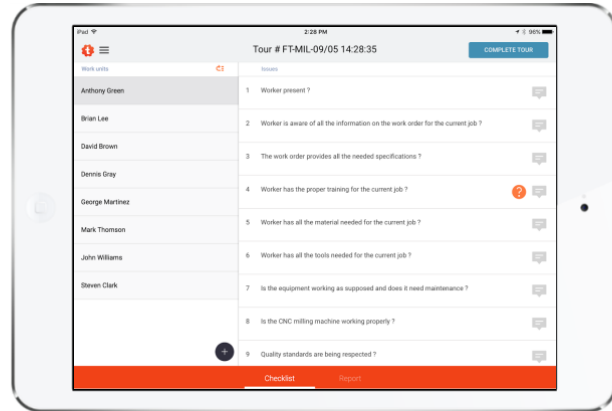 iPad 2:28 PM 96%
Tour # FT-MIL-09/05 14:28:35 COMPLETE TOUR
Work units Issues
Anthony Green
Brian Lee
David Brown
Dennis Gray
George Martinez
Mark Thomson
John Williams
Steven Clark
1 Worker present ?
2 Worker is aware of all the information on the work order for the current job ?
3 The work order provides all the needed specifications ?
4 Worker has the proper training for the current job ? ?
5 Worker has all the material needed for the current job ?
6 Worker has all the tools needed for the current job ?
7 Is the equipment working as supposed and does it need maintenance ?
8 Is the CNC milling machine working properly ?
9 Quality standards are being respected ?
+
Checklist Report